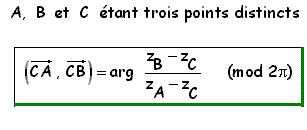 A, B et C étant trois points distincts
(CA→, CB→) = arg (z_B − z_C)/(z_A − z_C) (mod 2π)